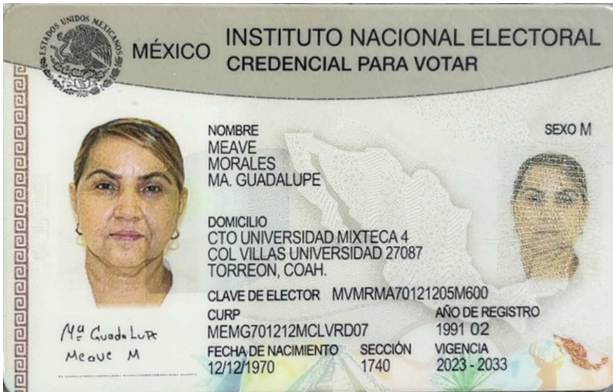 ESTADOS UNIDOS MEXICANOS
MÉXICO INSTITUTO NACIONAL ELECTORAL
CREDENCIAL PARA VOTAR
NOMBRE SEXO M
MEAVE
MORALES
MA. GUADALUPE
DOMICILIO
CTO UNIVERSIDAD MIXTECA 4
COL VILLAS UNIVERSIDAD 27087
TORREON, COAH.
CLAVE DE ELECTOR MVMRMA70121205M600
CURP AÑO DE REGISTRO
MEMG701212MCLVRD07 1991 02
FECHA DE NACIMIENTO SECCIÓN VIGENCIA
12/12/1970 1740 2023 - 2033
Mª Guadalupe
Meave M